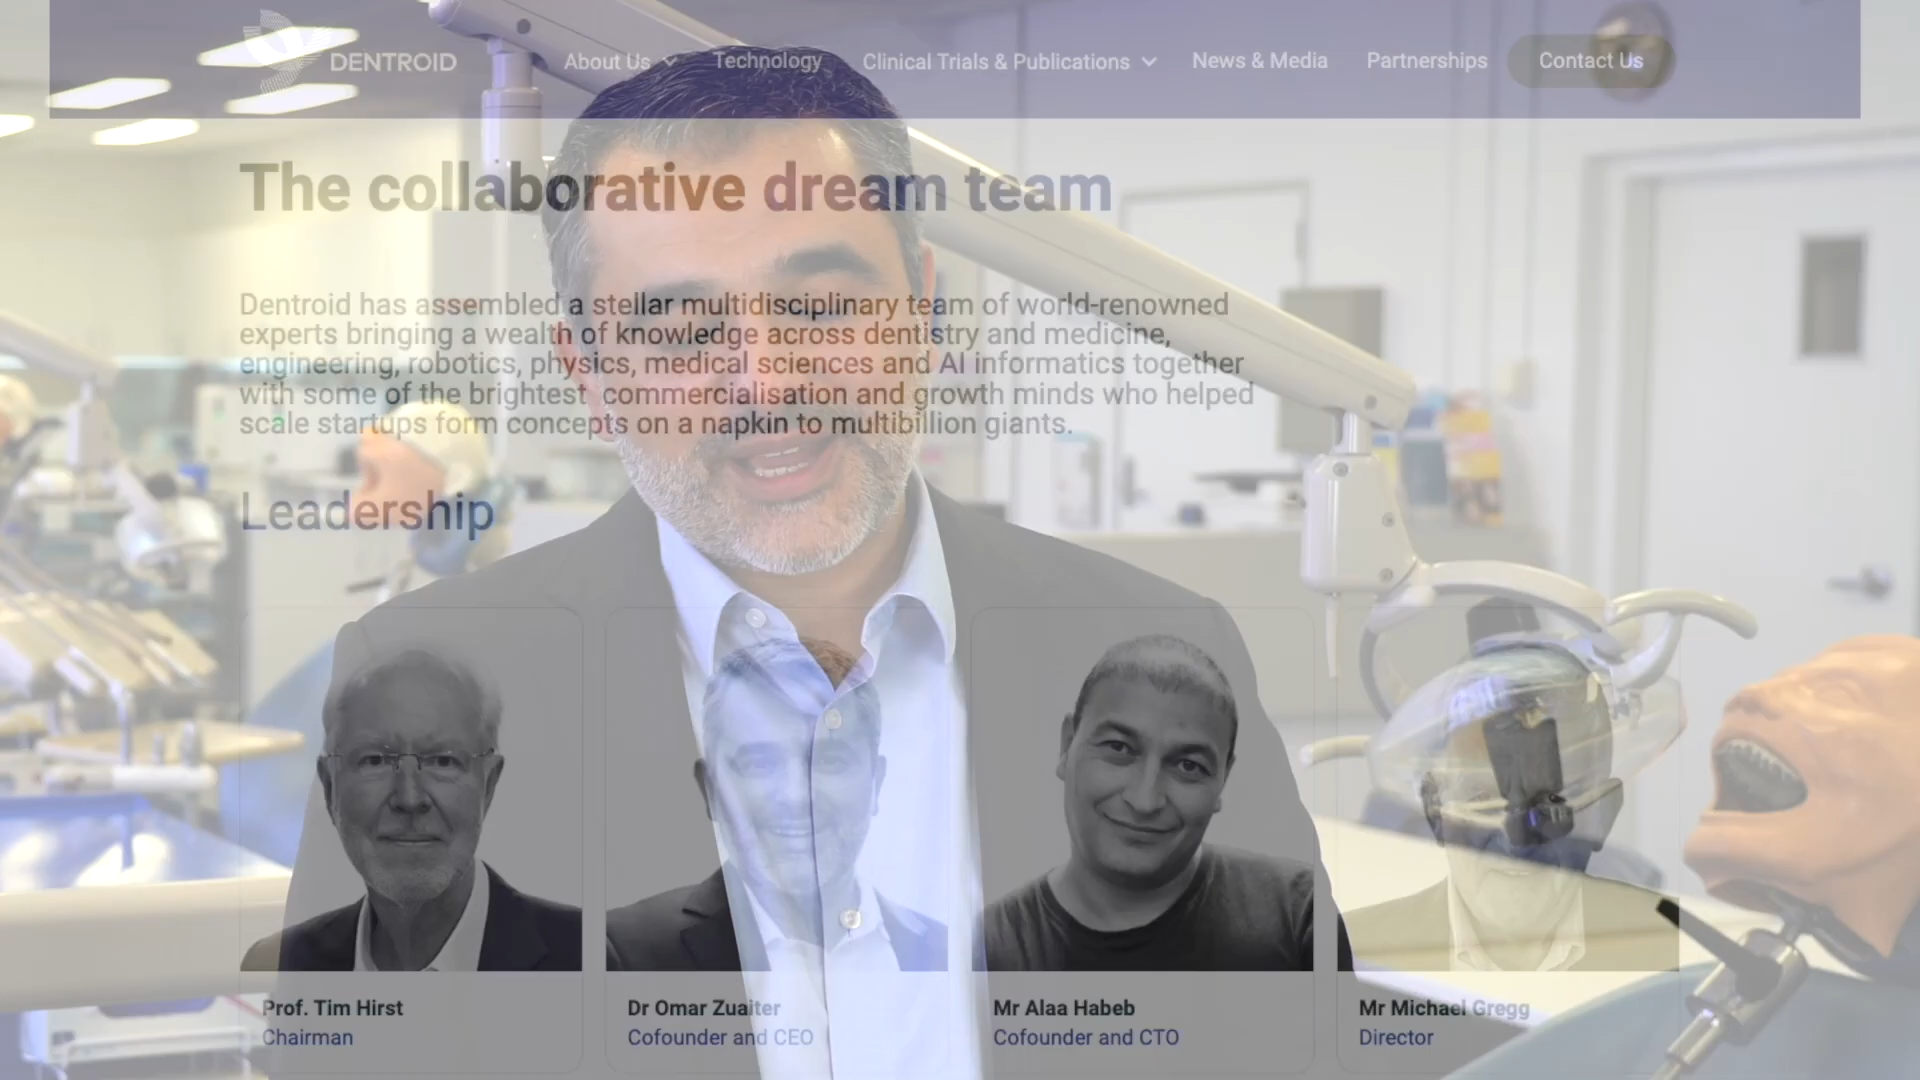 DENTROID
About Us
Technology
Clinical Trials & Publications
News & Media
Partnerships
Contact Us
The collaborative dream team
Dentroid has assembled a stellar multidisciplinary team of world-renowned
experts bringing a wealth of knowledge across dentistry and medicine,
engineering, robotics, physics, medical sciences and AI informatics together
with some of the brightest commercialisation and growth minds who helped
scale startups form concepts on a napkin to multibillion giants.
Leadership
Prof. Tim Hirst
Chairman
Dr Omar Zuaiter
Cofounder and CEO
Mr Alaa Habeb
Cofounder and CTO
Mr Michael Gregg
Director